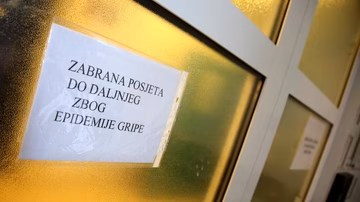 ZABRANA POSJETA
DO DALJNJEG
ZBOG
EPIDEMIJE GRIPE